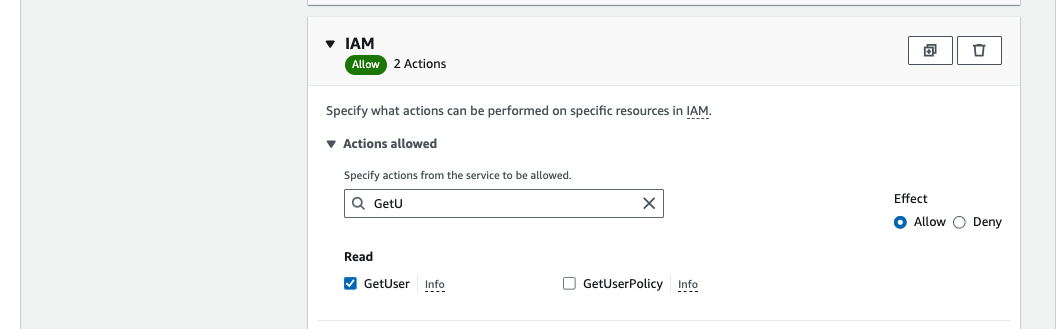 IAM
Allow 2 Actions
Specify what actions can be performed on specific resources in IAM.
Actions allowed
Specify actions from the service to be allowed.
GetU
Effect
Allow Deny
Read
GetUser Info GetUserPolicy Info